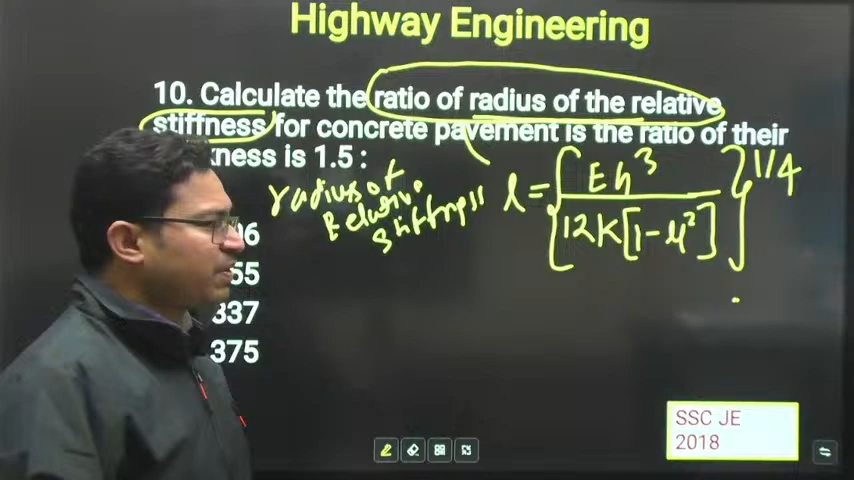 Highway Engineering
10. Calculate the ratio of radius of the relative
stiffness for concrete pavement is the ratio of their
kness is 1.5 :
radius of
Relative
stiffness
l = { Eh³ / 12K[1-μ²] }^1/4
06
55
337
375
SSC JE
2018